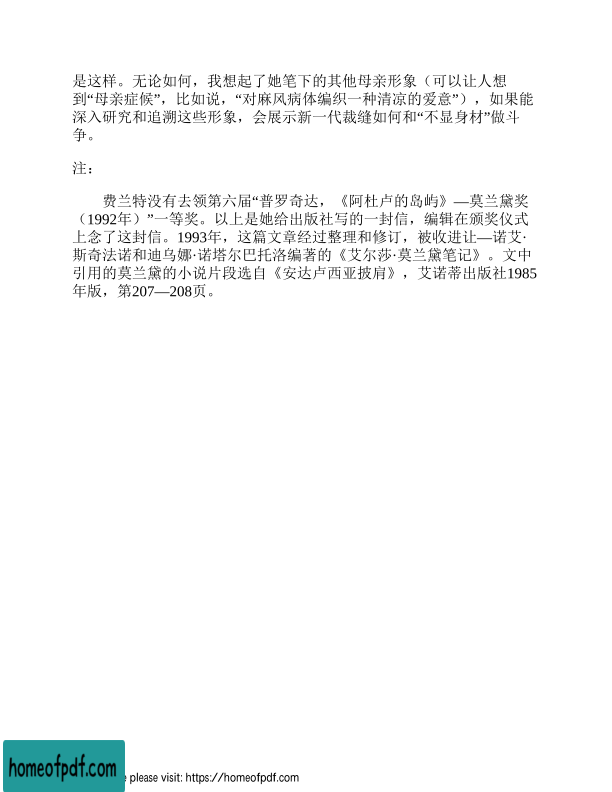 是这样。无论如何，我想起了她笔下的其他母亲形象（可以让人想
到“母亲症候”，比如说，“对麻风病体编织一种清凉的爱意”），如果能
深入研究和追溯这些形象，会展示新一代裁缝如何和“不显身材”做斗
争。
注：
费兰特没有去领第六届“普罗奇达，《阿杜卢的岛屿》—莫兰黛奖
（1992年）”一等奖。以上是她给出版社写的一封信，编辑在颁奖仪式
上念了这封信。1993年，这篇文章经过整理和修订，被收进让—诺艾·
斯奇法诺和迪乌娜·诺塔尔巴托洛编著的《艾尔莎·莫兰黛笔记》。文中
引用的莫兰黛的小说片段选自《安达卢西亚披肩》，艾诺蒂出版社1985
年版，第207—208页。
homeofpdf.com
e please visit: https://homeofpdf.com